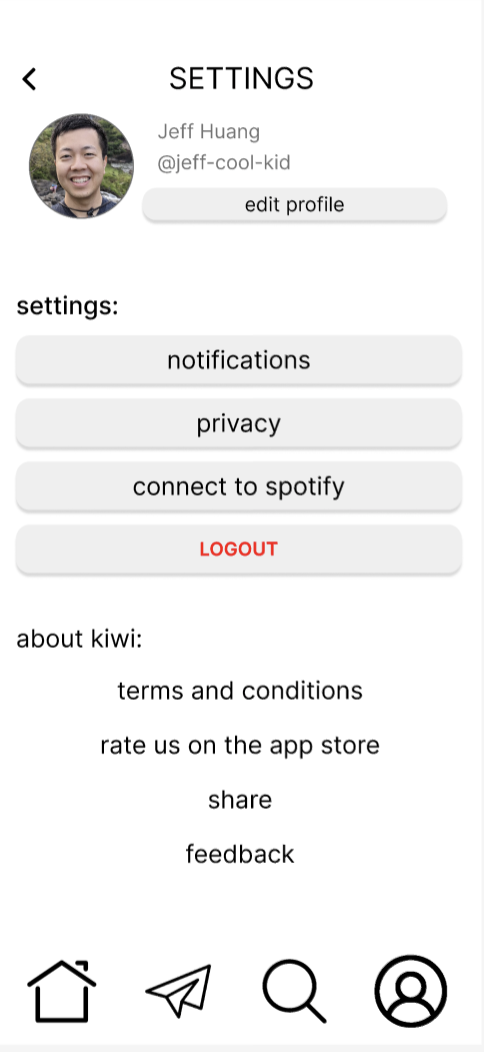 SETTINGS
Jeff Huang
@jeff-cool-kid
edit profile
settings:
notifications
privacy
connect to spotify
LOGOUT
about kiwi:
terms and conditions
rate us on the app store
share
feedback